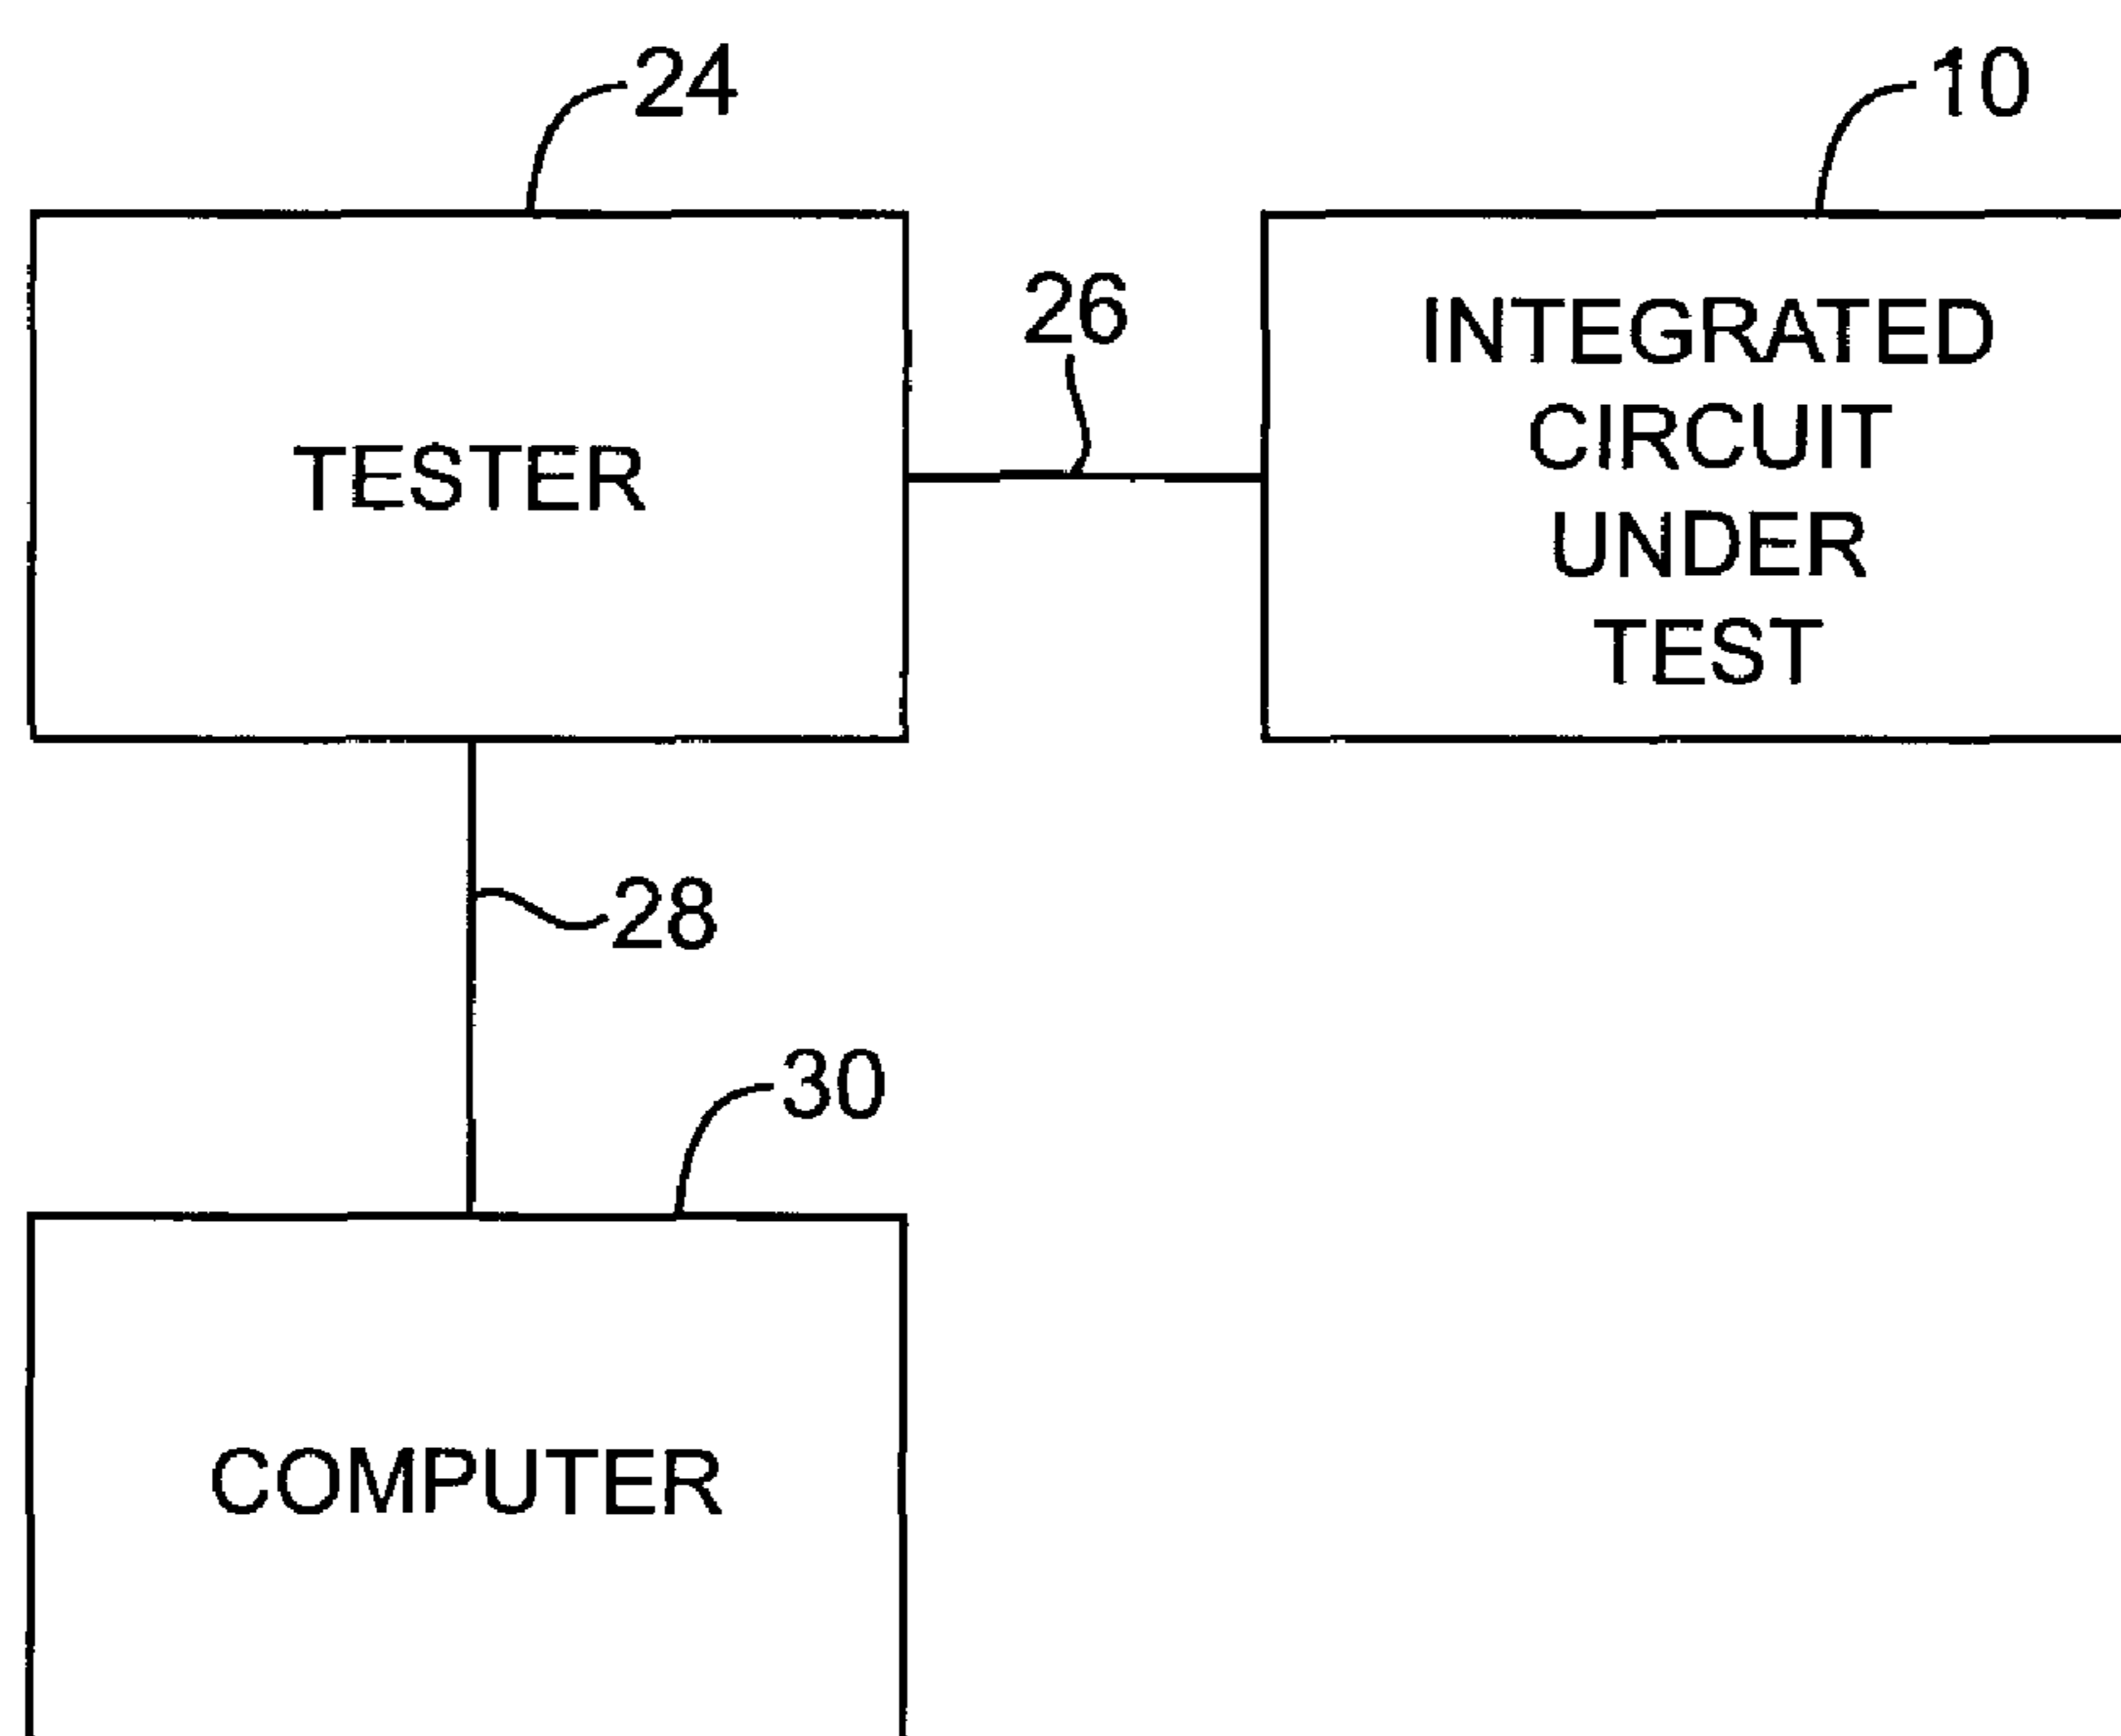 24
10
26
TESTER
INTEGRATED
CIRCUIT
UNDER
TEST
28
30
COMPUTER